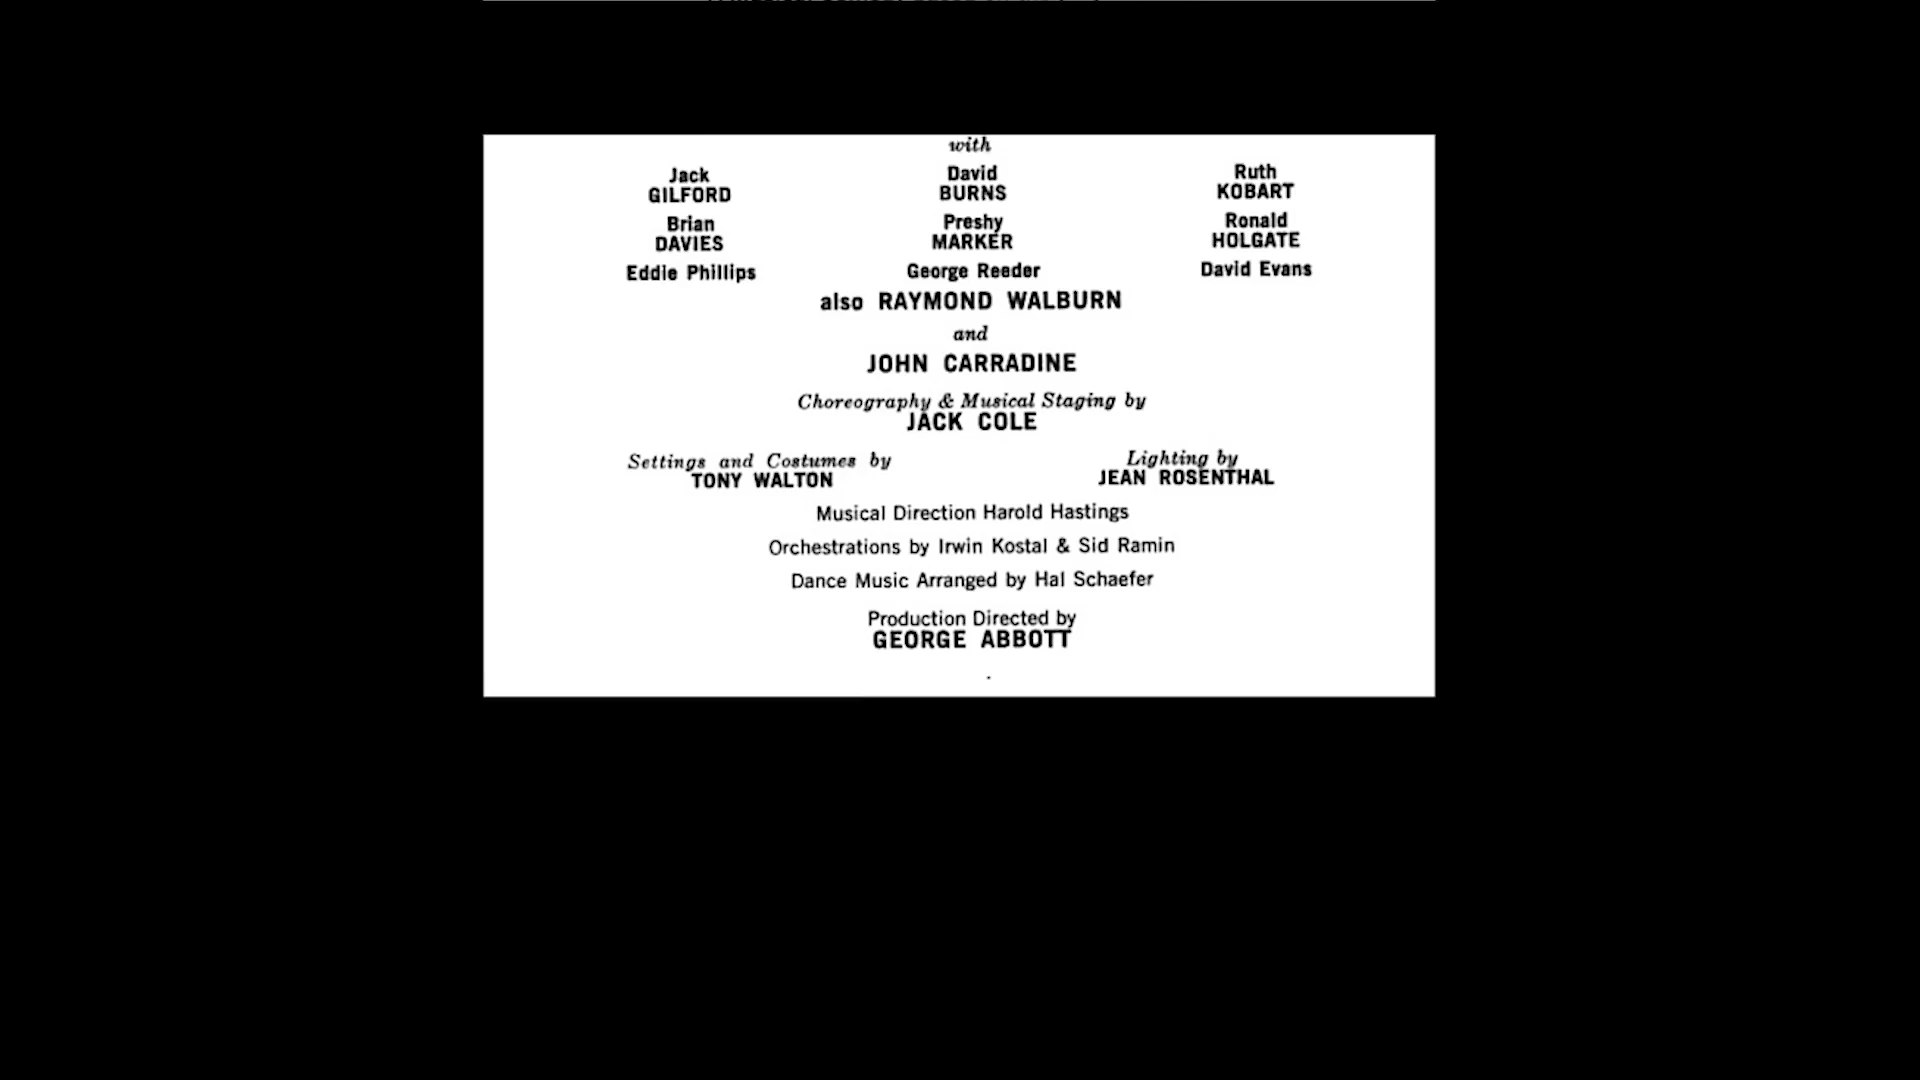 with
Jack David Ruth
GILFORD BURNS KOBART
Brian Preshy Ronald
DAVIES MARKER HOLGATE
Eddie Phillips George Reeder David Evans
also RAYMOND WALBURN
and
JOHN CARRADINE
Choreography & Musical Staging by
JACK COLE
Settings and Costumes by Lighting by
TONY WALTON JEAN ROSENTHAL
Musical Direction Harold Hastings
Orchestrations by Irwin Kostal & Sid Ramin
Dance Music Arranged by Hal Schaefer
Production Directed by
GEORGE ABBOTT